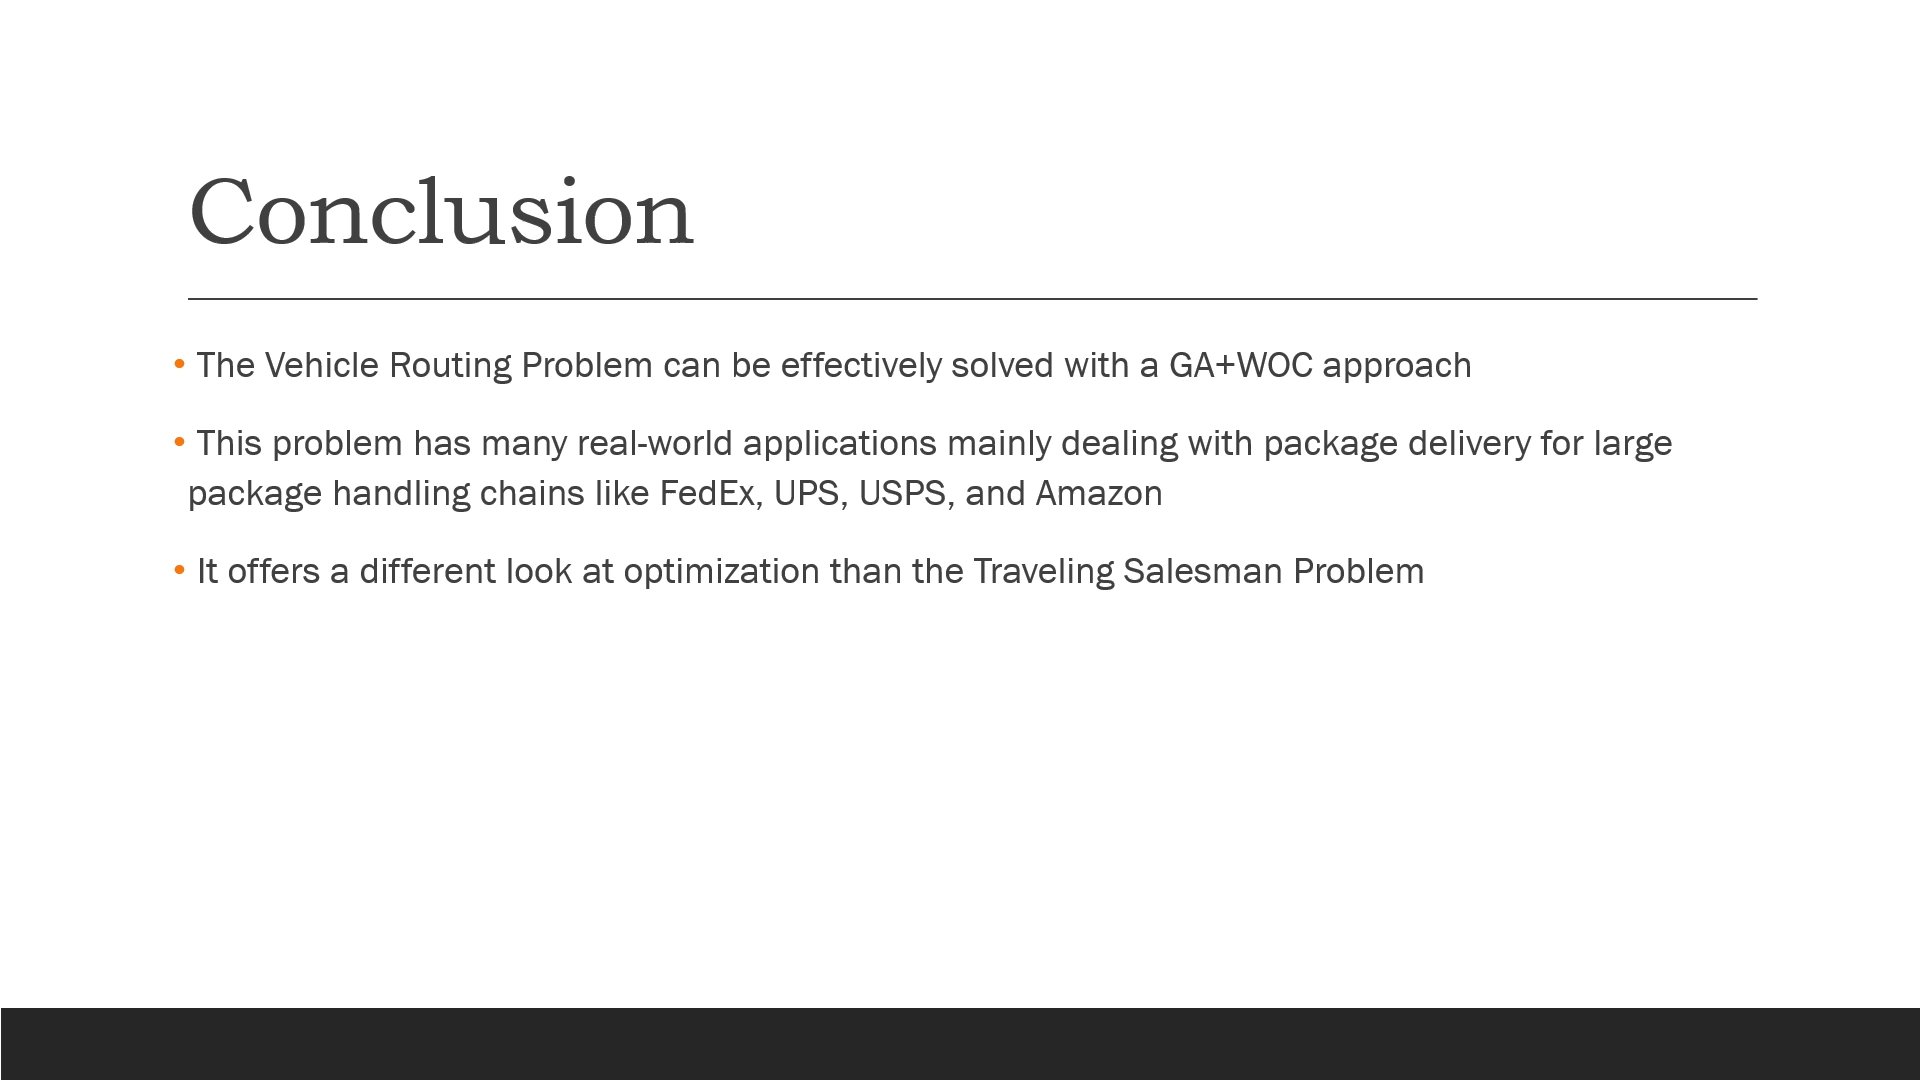 Conclusion
• The Vehicle Routing Problem can be effectively solved with a GA+WOC approach
• This problem has many real-world applications mainly dealing with package delivery for large
package handling chains like FedEx, UPS, USPS, and Amazon
• It offers a different look at optimization than the Traveling Salesman Problem